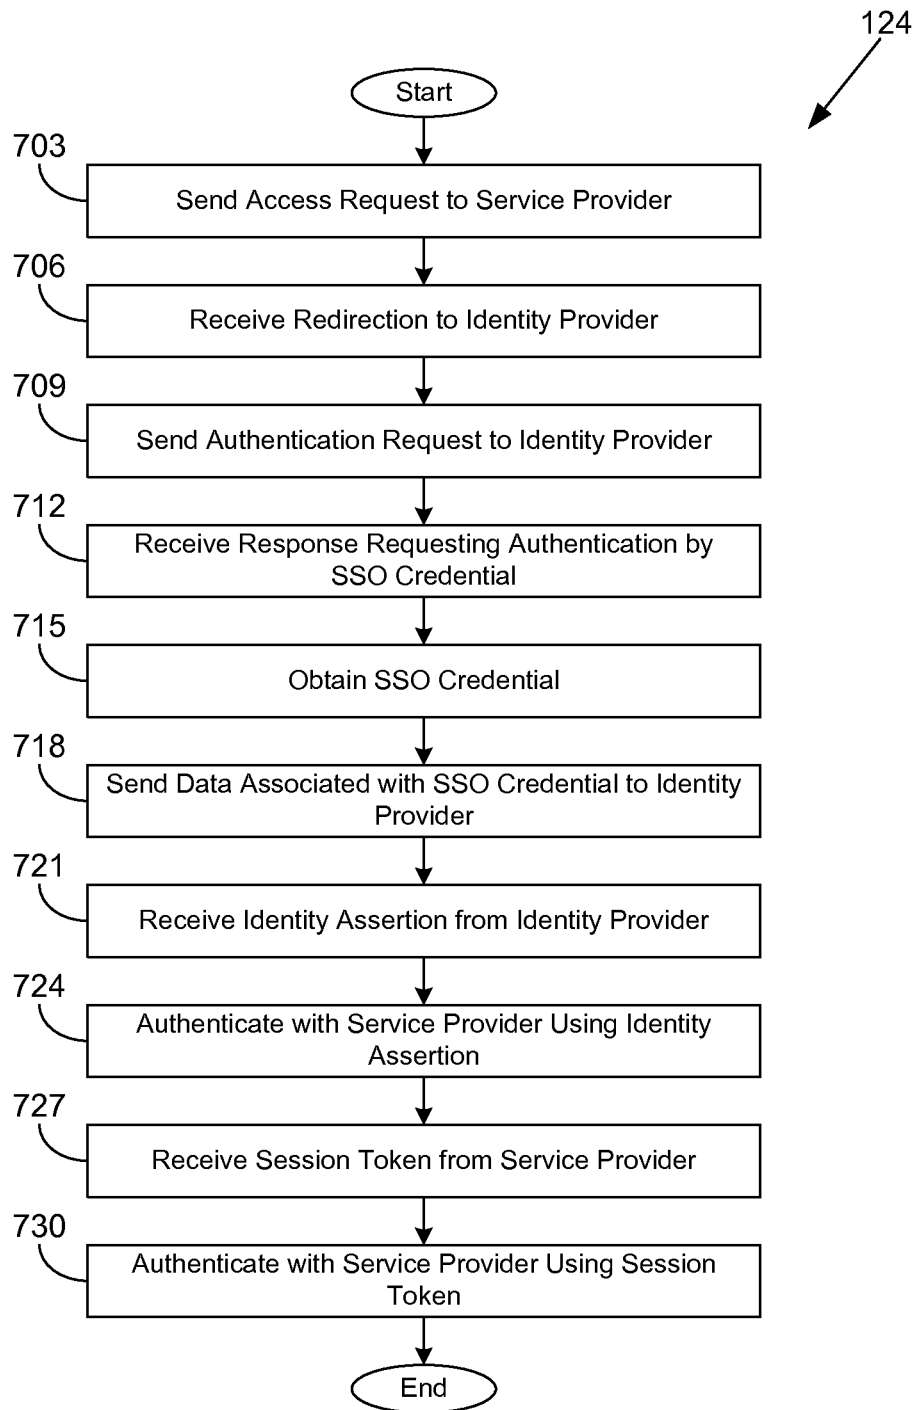 124
Start
703
Send Access Request to Service Provider
706
Receive Redirection to Identity Provider
709
Send Authentication Request to Identity Provider
712
Receive Response Requesting Authentication by
SSO Credential
715
Obtain SSO Credential
718
Send Data Associated with SSO Credential to Identity
Provider
721
Receive Identity Assertion from Identity Provider
724
Authenticate with Service Provider Using Identity
Assertion
727
Receive Session Token from Service Provider
730
Authenticate with Service Provider Using Session
Token
End